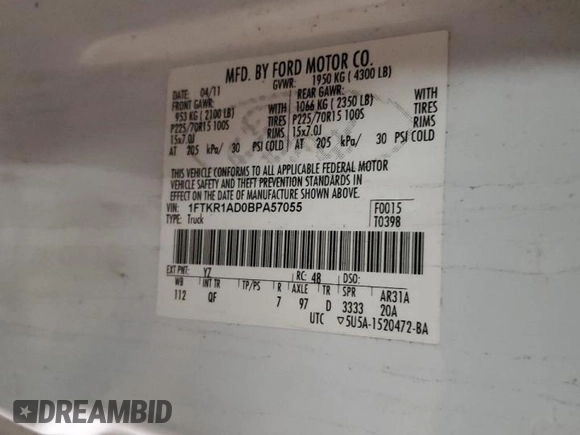 MFD. BY FORD MOTOR CO.
DATE: 04/11 GVWR: 1950 KG (4300 LB)
FRONT GAWR: REAR GAWR:
953 KG (2100 LB) WITH 1066 KG (2350 LB) WITH
P225/70R15 100S TIRES P225/70R15 100S TIRES
15x7.0J RIMS 15x7.0J RIMS
AT 205 kPa/ 30 PSI COLD AT 205 kPa/ 30 PSI COLD
THIS VEHICLE CONFORMS TO ALL APPLICABLE FEDERAL MOTOR
VEHICLE SAFETY AND THEFT PREVENTION STANDARDS IN
EFFECT ON THE DATE OF MANUFACTURE SHOWN ABOVE.
VIN: 1FTKR1AD0BPA57055 F0015
TYPE: Truck T0398
EXT PNT: YZ RC: 48 DSO:
WB INT TR TP/PS R AXLE TR SPR AR31A
112 QF 7 97 D 3333 20A
UTC ▽5U5A-1520472-BA
DREAMBID